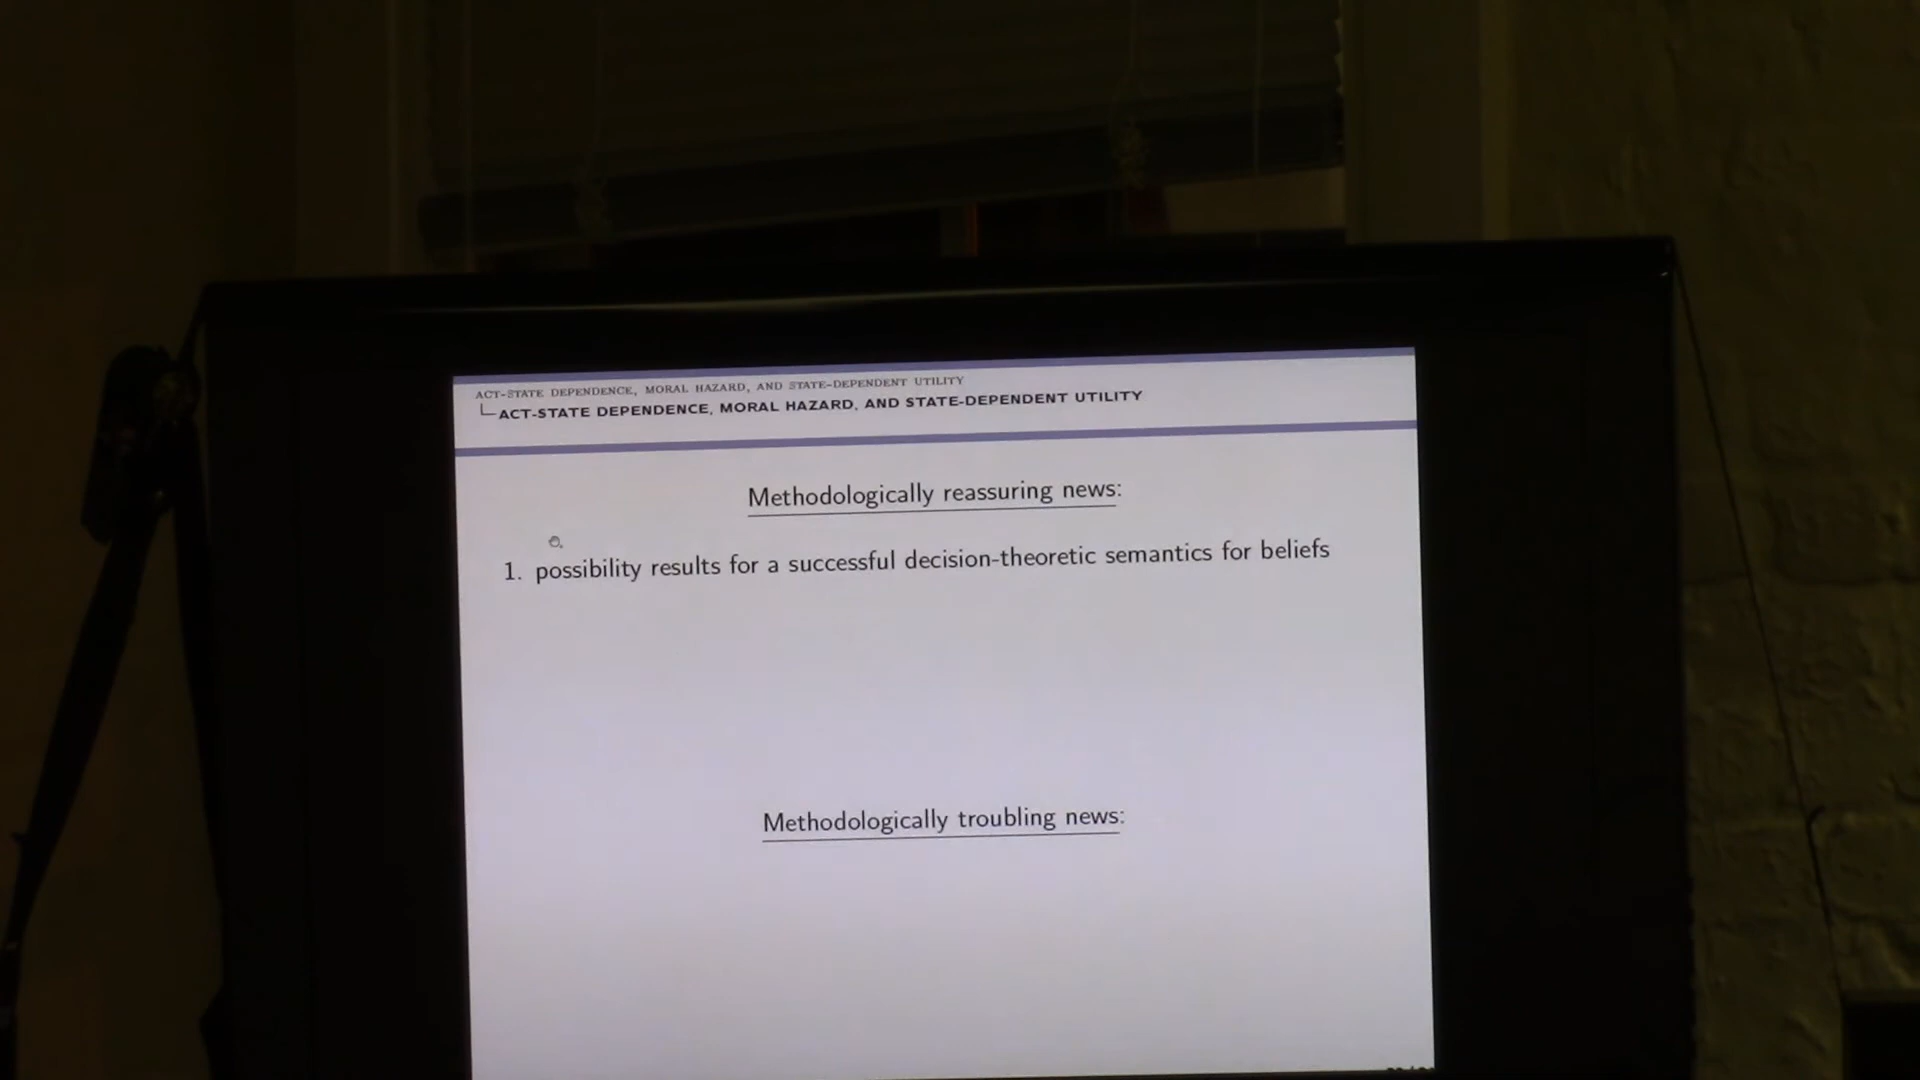 ACT-STATE DEPENDENCE, MORAL HAZARD, AND STATE-DEPENDENT UTILITY
ACT-STATE DEPENDENCE, MORAL HAZARD, AND STATE-DEPENDENT UTILITY
Methodologically reassuring news:
1. possibility results for a successful decision-theoretic semantics for beliefs
Methodologically troubling news: